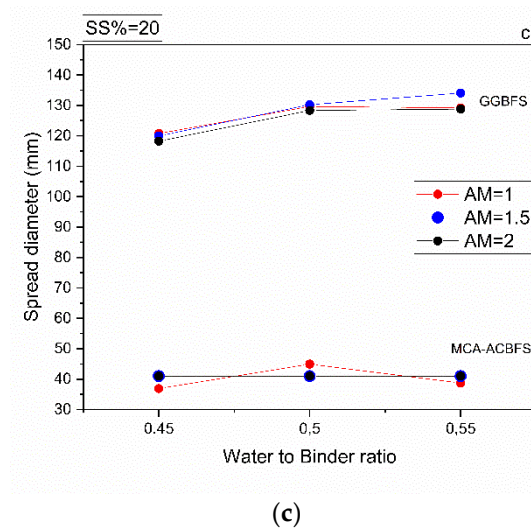 SS%=20
c
150
140
130
120
110
100
90
80
70
60
50
40
30
Spread diameter (mm)
GGBFS
AM=1
AM=1.5
AM=2
MCA-ACBFS
0.45
0,5
0,55
Water to Binder ratio
(c)